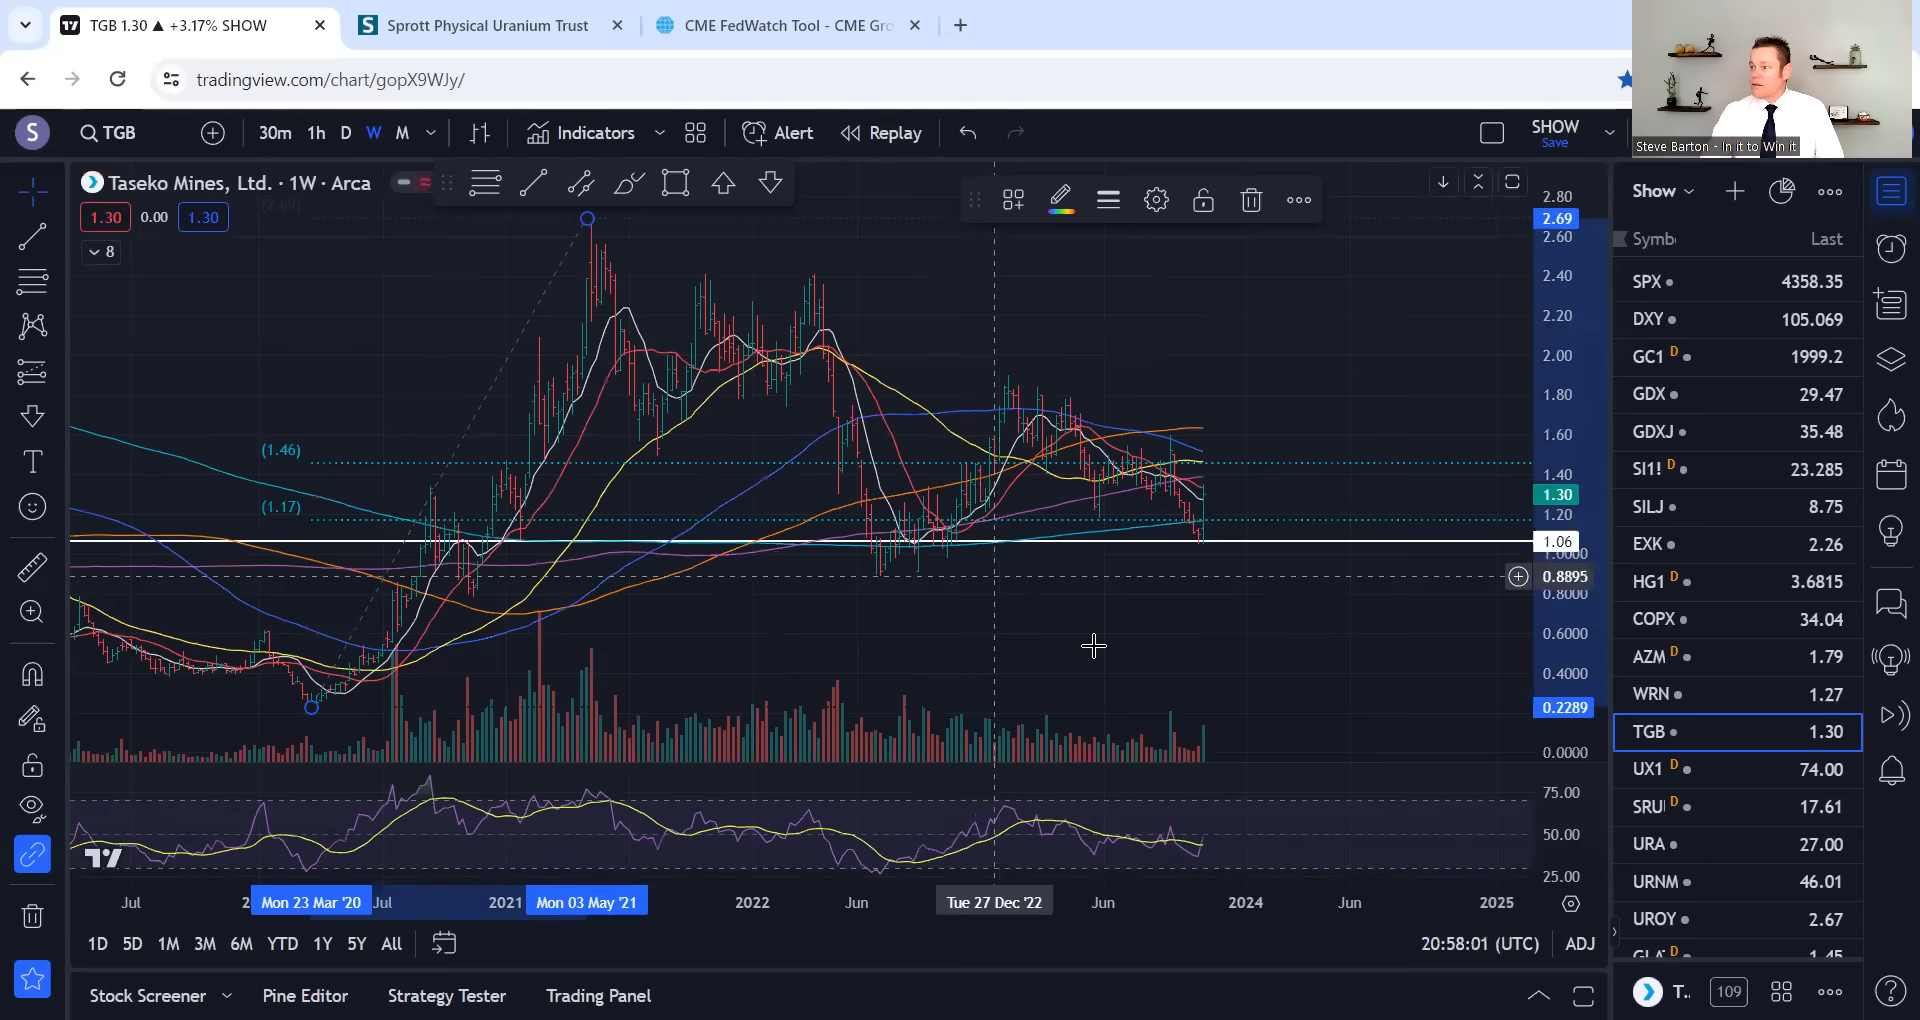 TGB 1.30 ▲ +3.17% SHOW
Sprott Physical Uranium Trust
CME FedWatch Tool - CME Gro
tradingview.com/chart/gopX9WJy/
S
TGB
30m
1h
D
W
M
Indicators
Alert
Replay
SHOW
Save
Steve Barton - In it to Win it
Taseko Mines, Ltd. · 1W · Arca
1.30
0.00
1.30
(2.69)
8
(1.46)
(1.17)
2.80
2.69
2.60
2.40
2.20
2.00
1.80
1.60
1.40
1.30
1.20
1.06
1.0000
0.8895
0.8000
0.6000
0.4000
0.2289
0.0000
75.00
50.00
25.00
Show
Symb
Last
SPX 4358.35
DXY 105.069
GC1 D 1999.2
GDX 29.47
GDXJ 35.48
SI1! D 23.285
SILJ 8.75
EXK 2.26
HG1 D 3.6815
COPX 34.04
AZM D 1.79
WRN 1.27
TGB 1.30
UX1 D 74.00
SRU D 17.61
URA 27.00
URNM 46.01
UROY 2.67
Jul
2
Mon 23 Mar '20
Jul
2021
Mon 03 May '21
2022
Jun
Tue 27 Dec '22
Jun
2024
Jun
2025
1D
5D
1M
3M
6M
YTD
1Y
5Y
All
20:58:01 (UTC)
ADJ
Stock Screener
Pine Editor
Strategy Tester
Trading Panel
T..
109